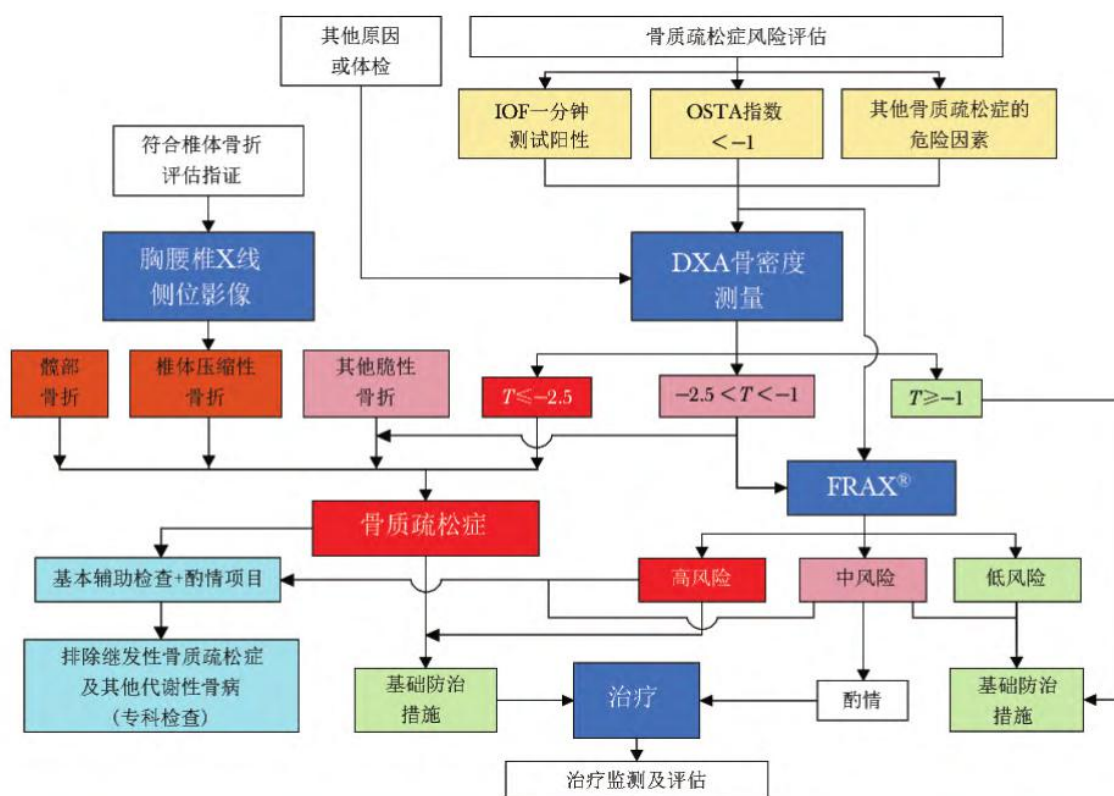 其他原因
或体检
骨质疏松症风险评估
IOF一分钟
测试阳性
OSTA指数
＜-1
其他骨质疏松症的
危险因素
符合椎体骨折
评估指证
胸腰椎X线
侧位影像
DXA骨密度
测量
髋部
骨折
椎体压缩性
骨折
其他脆性
骨折
T≤-2.5
-2.5＜T＜-1
T≥-1
FRAX®
骨质疏松症
基本辅助检查+酌情项目
高风险
中风险
低风险
排除继发性骨质疏松症
及其他代谢性骨病
(专科检查)
基础防治
措施
治疗
酌情
基础防治
措施
治疗监测及评估